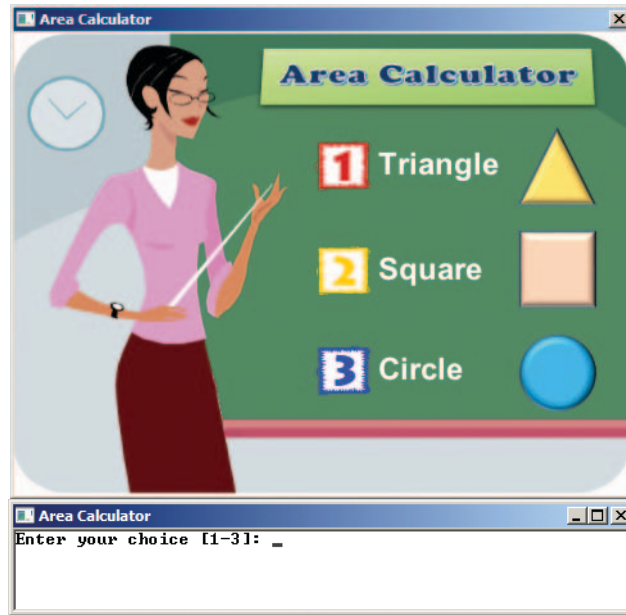 Area Calculator
Area Calculator
1 Triangle
2 Square
3 Circle
Area Calculator
Enter your choice [1-3]: _